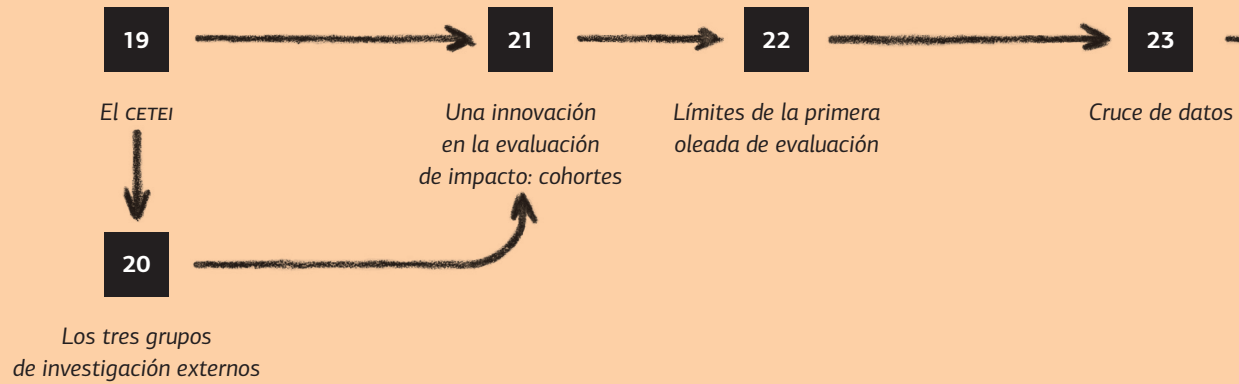 19
21
22
23
El CETEI
Una innovación
en la evaluación
de impacto: cohortes
Límites de la primera
oleada de evaluación
Cruce de datos
20
Los tres grupos
de investigación externos